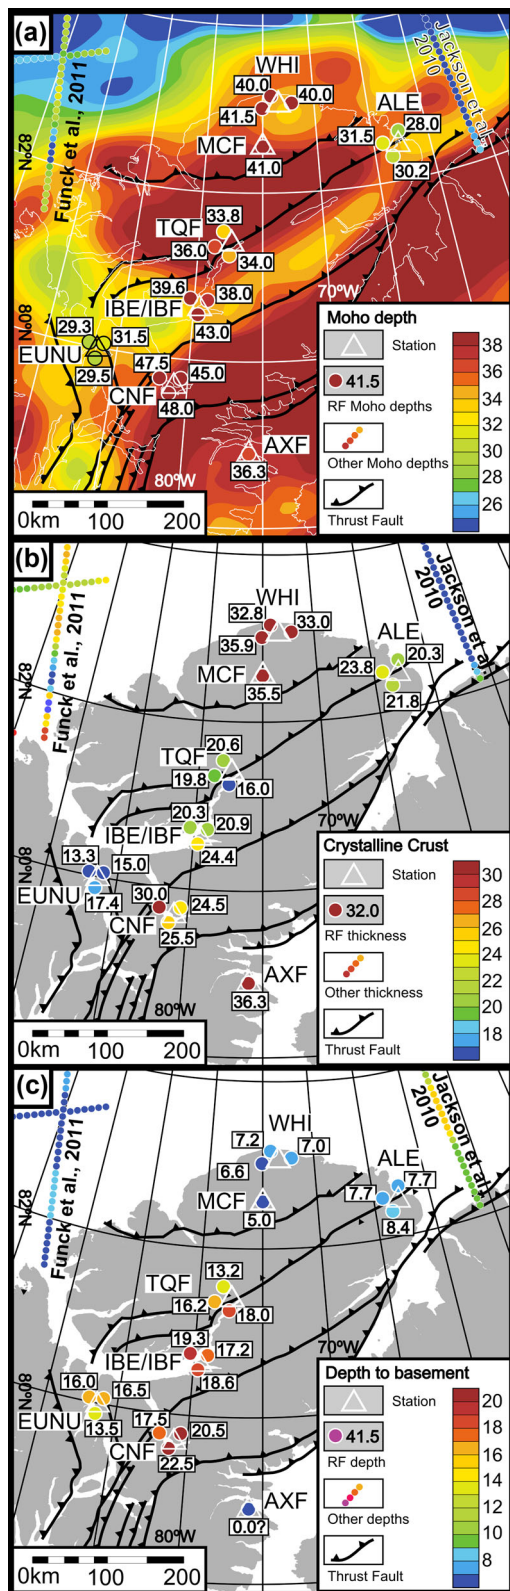 (a)
Funck et al., 2011
Jackson et al.,
2010
WHI
40.0
40.0
41.5
ALE
28.0
31.5
30.2
82ºN
MCF
41.0
TQF
33.8
36.0
34.0
39.6
38.0
70ºW
IBE/IBF
43.0
80ºN
29.3
31.5
EUNU
29.5
47.5
45.0
CNF
48.0
AXF
36.3
80ºW
0km 100 200
Moho depth
Station
41.5
RF Moho depths
Other Moho depths
Thrust Fault
38
36
34
32
30
28
26
(b)
Funck et al., 2011
Jackson et al.,
2010
WHI
32.8
33.0
35.9
ALE
20.3
23.8
21.8
82ºN
MCF
35.5
TQF
20.6
19.8
16.0
20.3
20.9
70ºW
IBE/IBF
24.4
80ºN
13.3
15.0
EUNU
17.4
30.0
24.5
CNF
25.5
AXF
36.3
80ºW
0km 100 200
Crystalline Crust
Station
32.0
RF thickness
Other thickness
Thrust Fault
30
28
26
24
22
20
18
(c)
Funck et al., 2011
Jackson et al.,
2010
WHI
7.2
7.0
6.6
ALE
7.7
7.7
8.4
82ºN
MCF
5.0
TQF
13.2
16.2
18.0
19.3
17.2
70ºW
IBE/IBF
18.6
80ºN
16.0
16.5
EUNU
13.5
17.5
20.5
CNF
22.5
AXF
0.0?
80ºW
0km 100 200
Depth to basement
Station
41.5
RF depth
Other depths
Thrust Fault
20
18
16
14
12
10
8